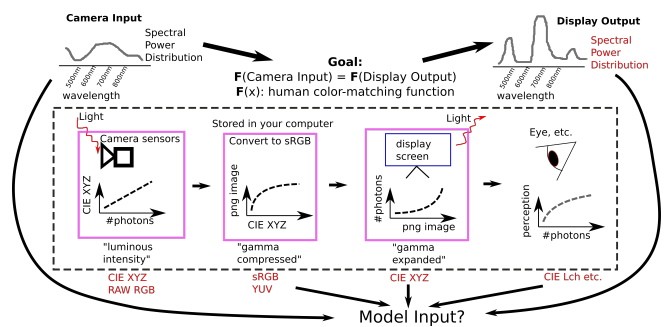 Camera Input
Spectral
Power
Distribution
500nm
600nm
700nm
800nm
wavelength
Goal:
F(Camera Input) = F(Display Output)
F(x): human color-matching function
Display Output
Spectral
Power
Distribution
500nm
600nm
700nm
800nm
wavelength
Light
Camera sensors
CIE XYZ
#photons
"luminous
intensity"
CIE XYZ
RAW RGB
Stored in your computer
Convert to sRGB
png image
CIE XYZ
"gamma
compressed"
sRGB
YUV
Light
display
screen
#photons
png image
"gamma
expanded"
CIE XYZ
Eye, etc.
perception
#photons
CIE Lch etc.
Model Input?